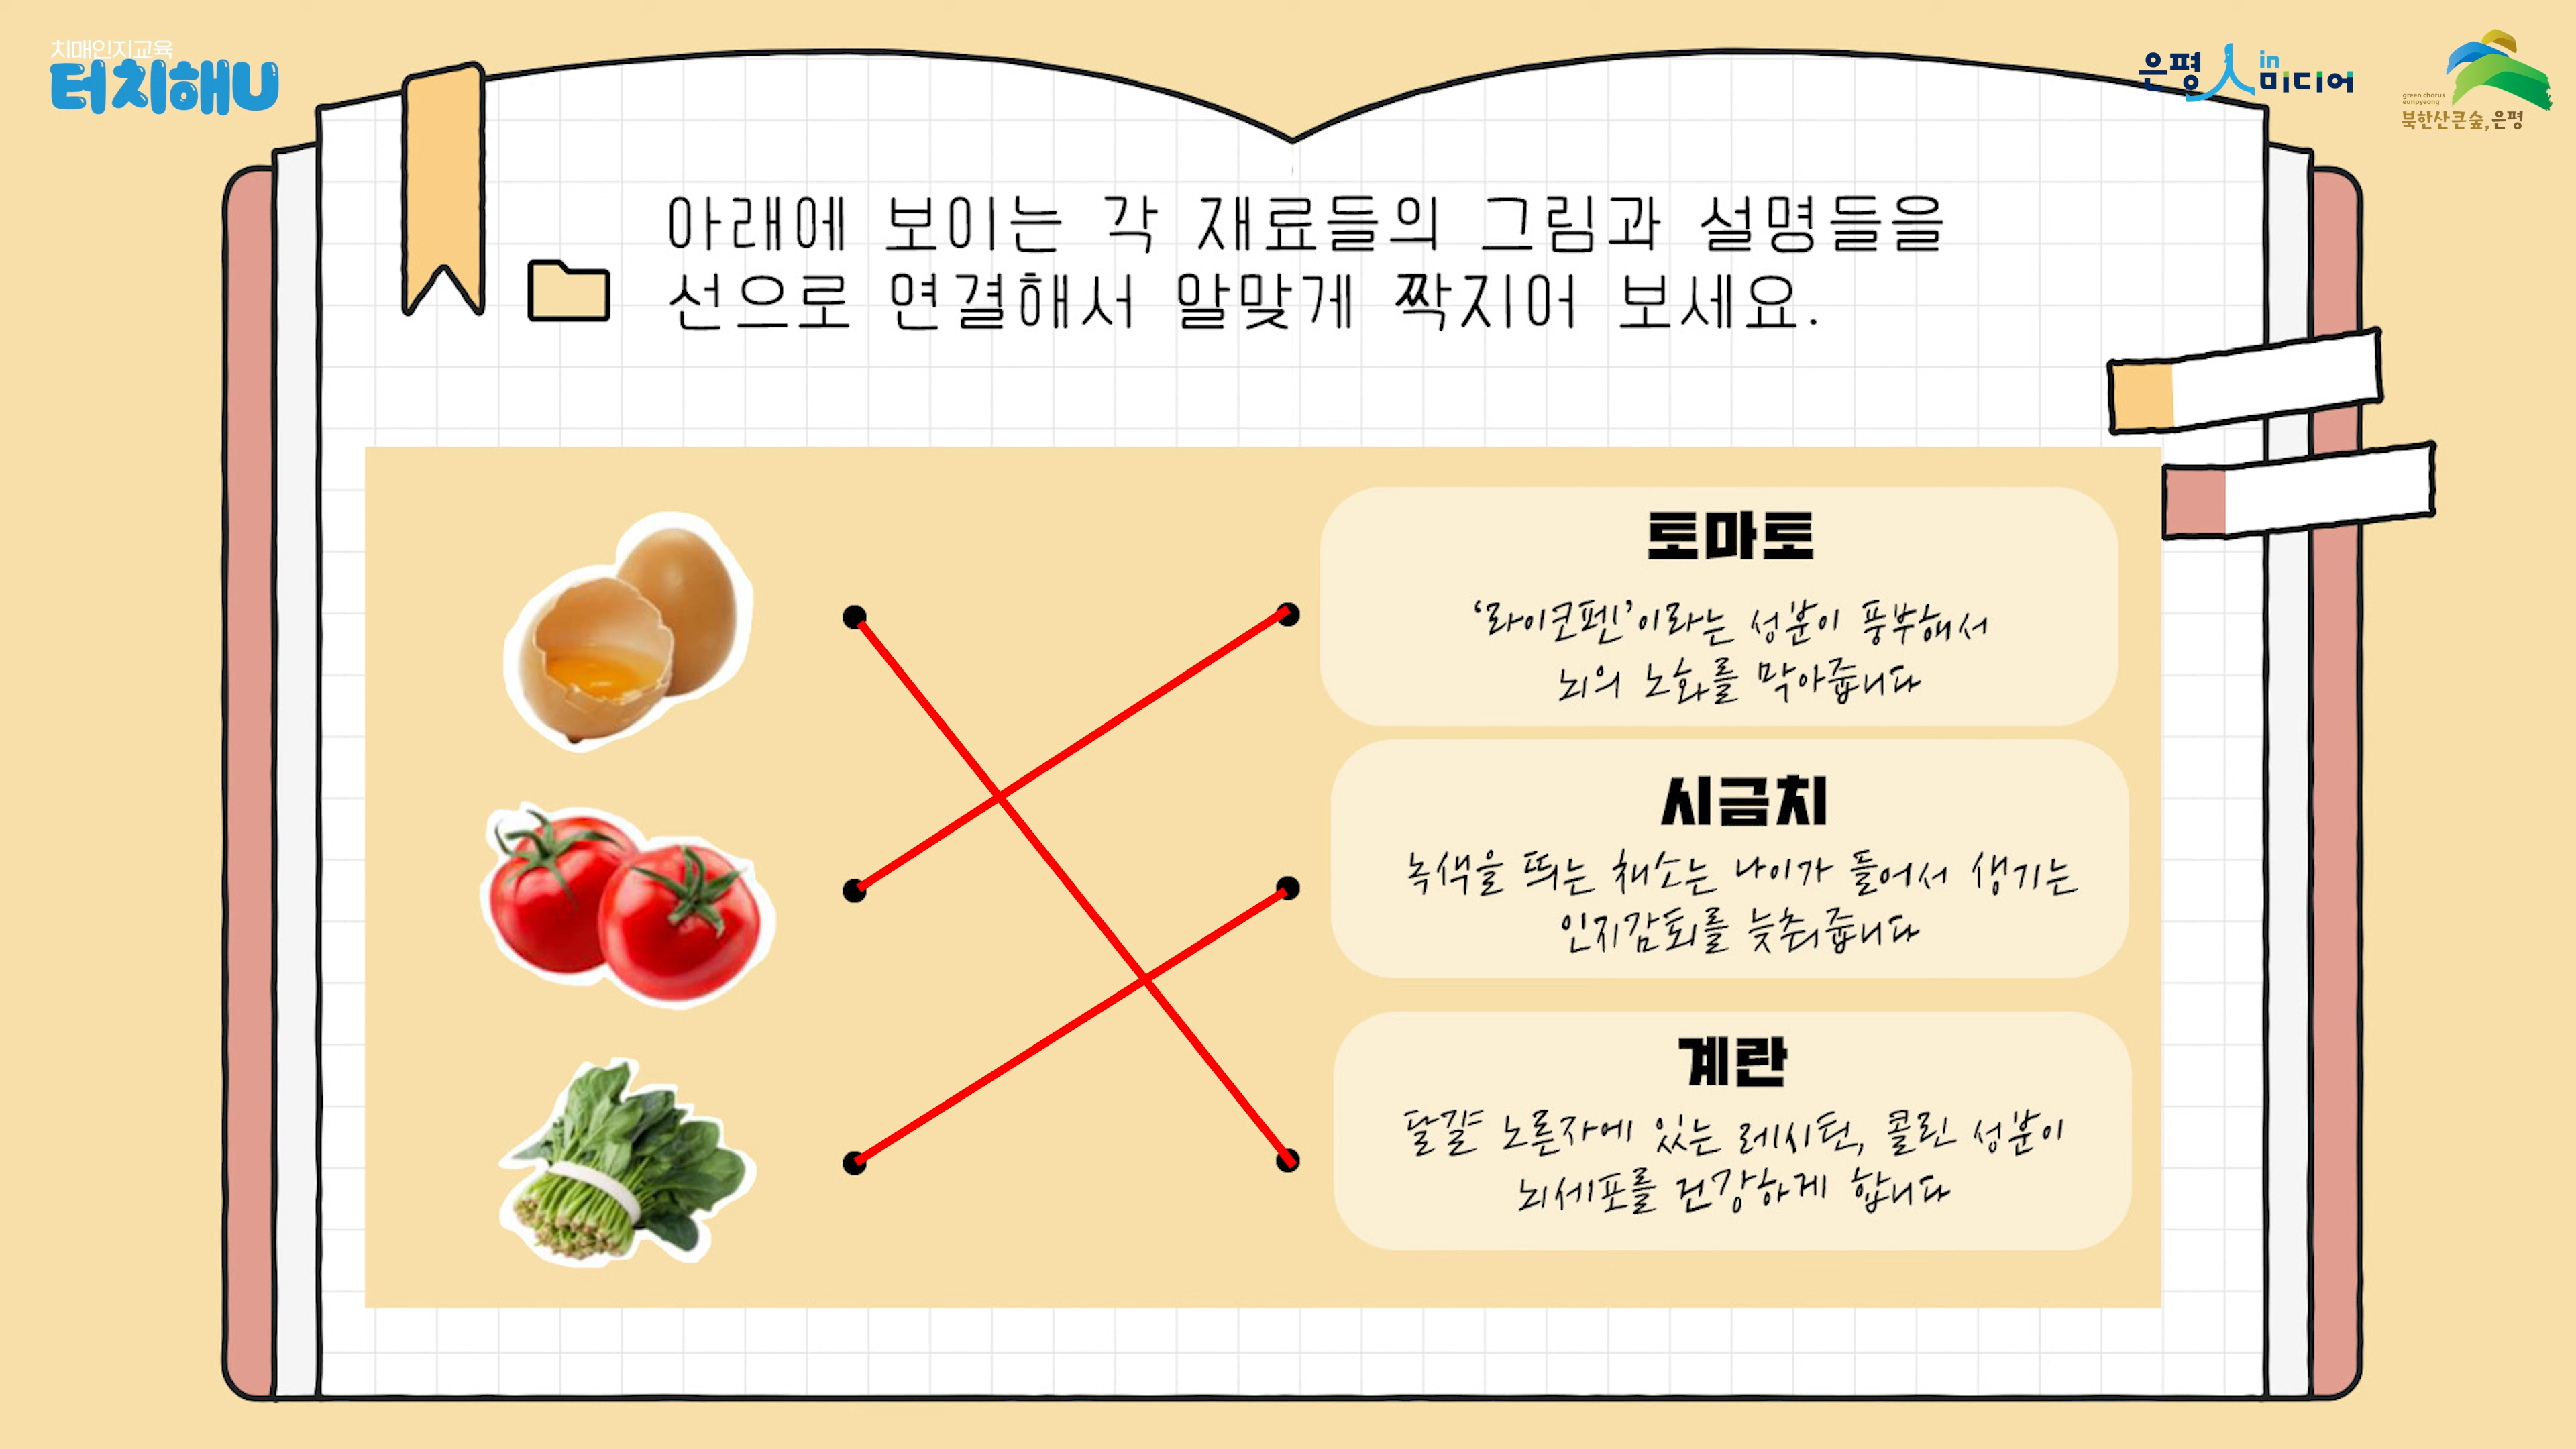 치매인지교육
터치해U
은평人in미디어
green chorus
eunpyeong
북한산큰숲,은평
아래에 보이는 각 재료들의 그림과 설명들을
선으로 연결해서 알맞게 짝지어 보세요.
토마토
‘라이코펜’이라는 성분이 풍부해서
뇌의 노화를 막아줍니다
시금치
녹색을 띄는 채소는 나이가 들어서 생기는
인지감퇴를 늦춰줍니다
계란
달걀 노른자에 있는 레시틴, 콜린 성분이
뇌세포를 건강하게 합니다